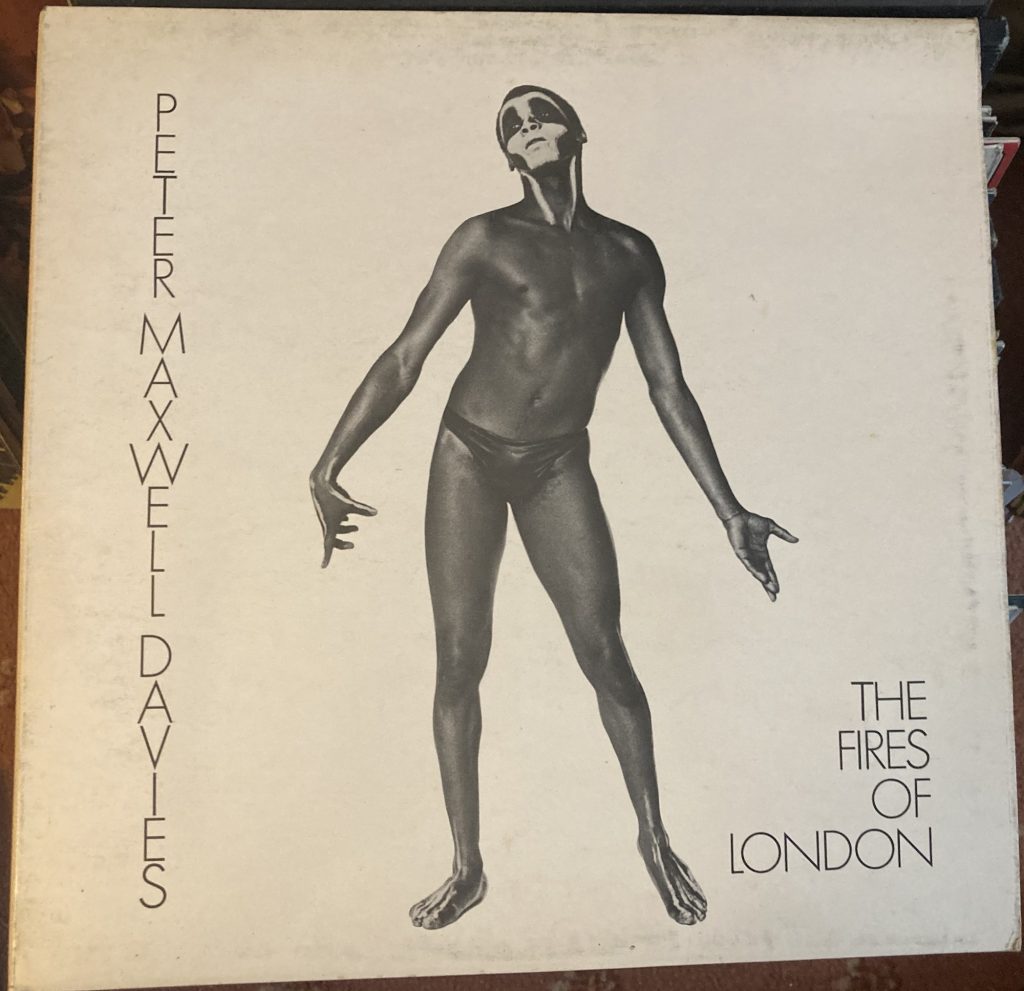 PETER MAXWELL DAVIES
THE
FIRES
OF
LONDON